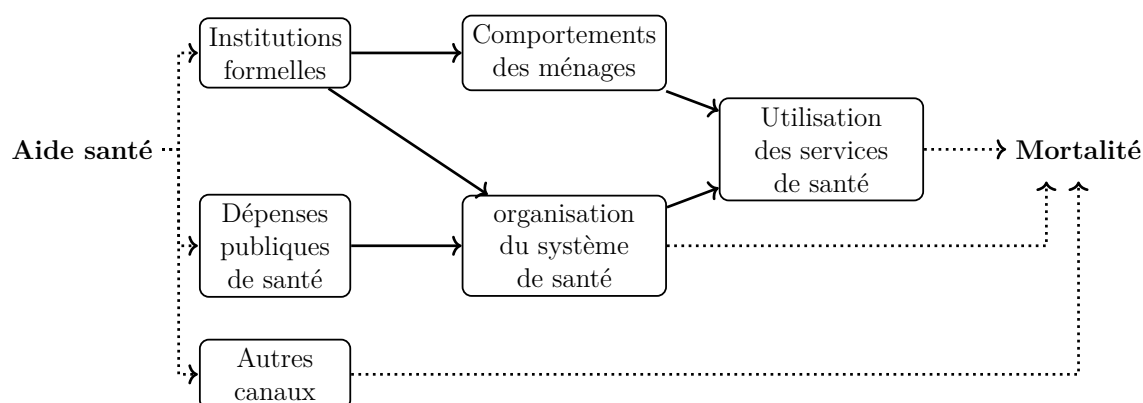 Institutions
formelles
Comportements
des ménages
Aide santé
Utilisation
des services
de santé
Mortalité
Dépenses
publiques
de santé
organisation
du système
de santé
Autres
canaux